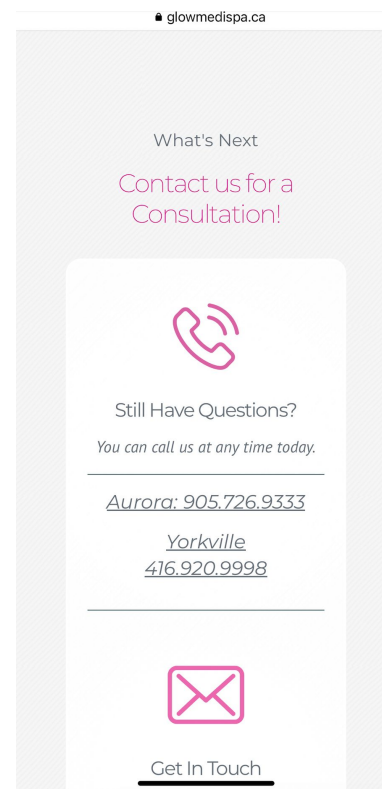 glowmedispa.ca
What's Next
Contact us for a
Consultation!
Still Have Questions?
You can call us at any time today.
Aurora: 905.726.9333
Yorkville
416.920.9998
Get In Touch